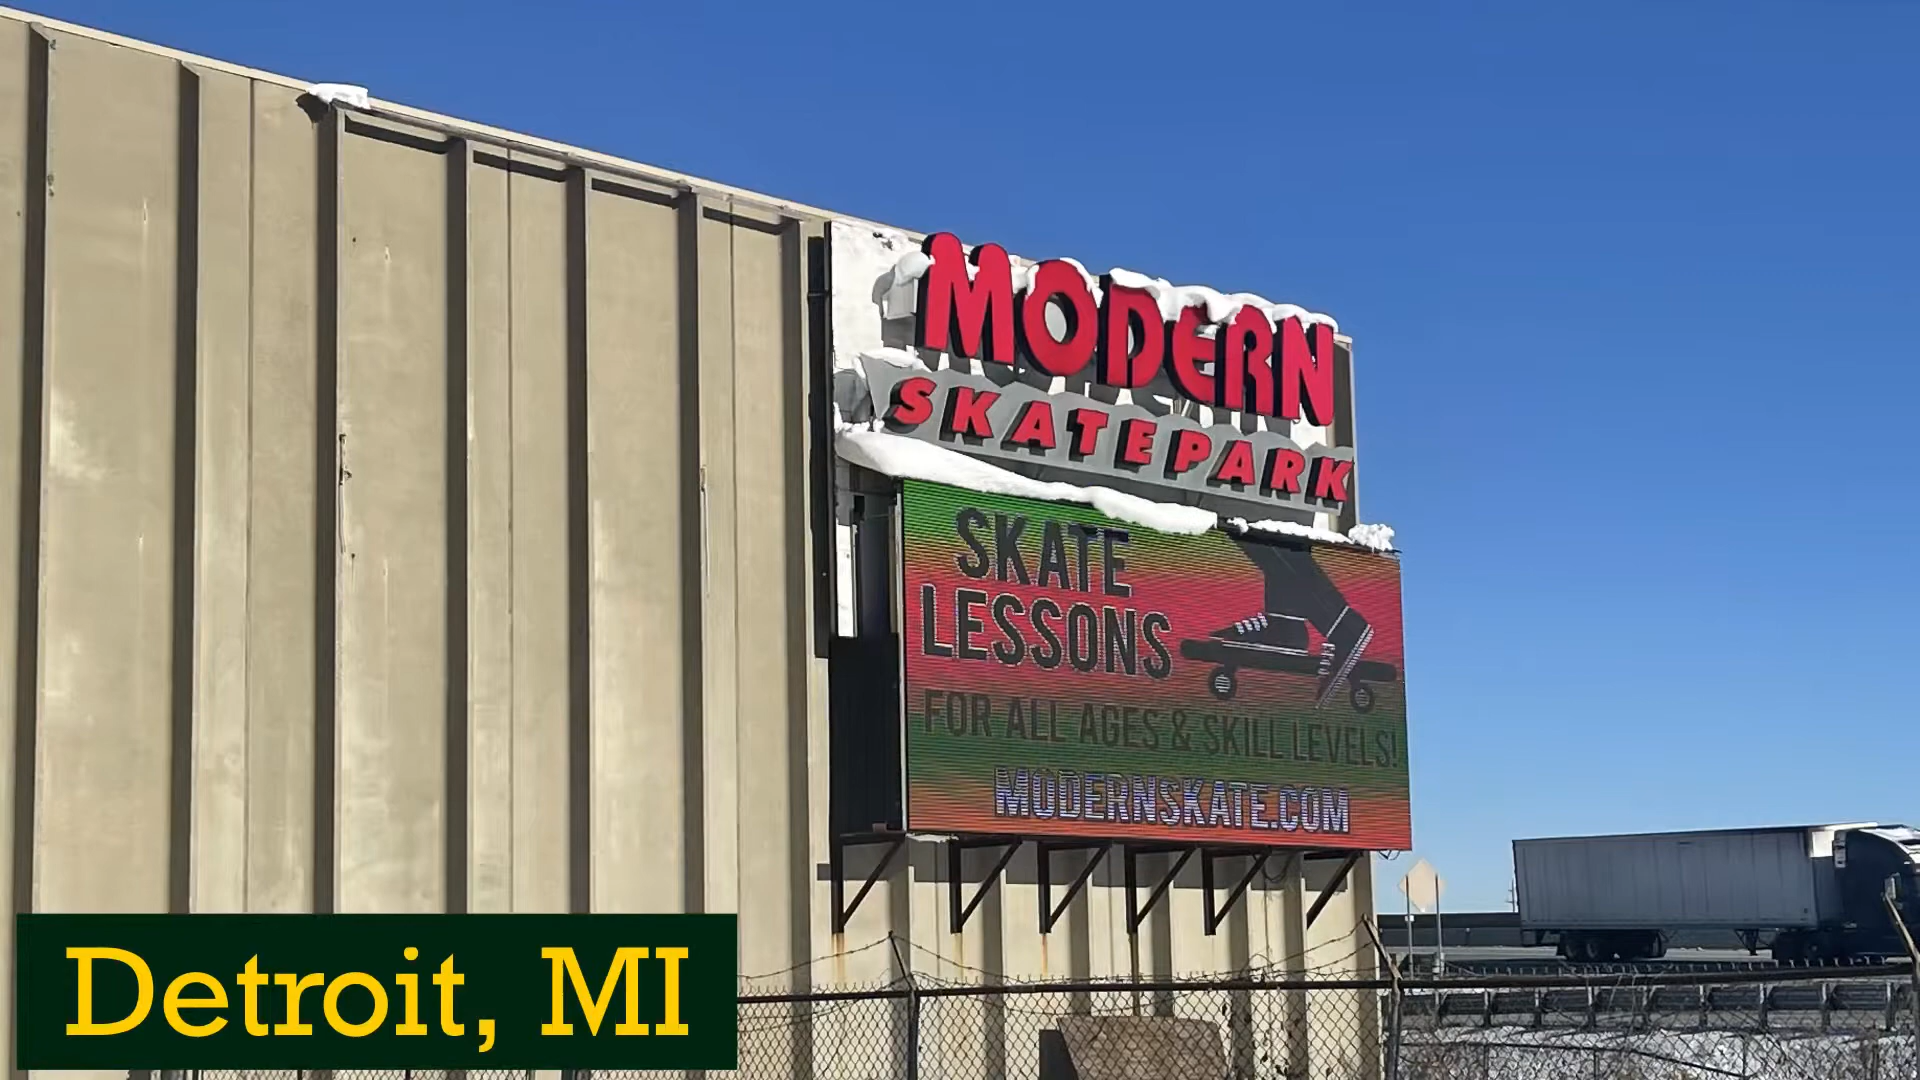 MODERN
SKATEPARK
SKATE
LESSONS
FOR ALL AGES & SKILL LEVELS!
MODERNSKATE.COM
Detroit, MI